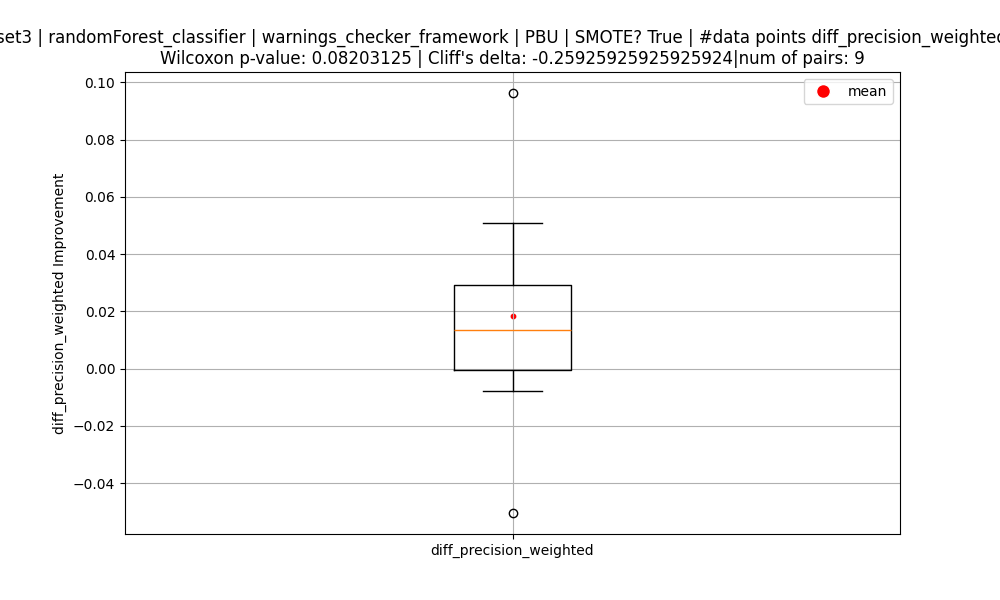 set3 | randomForest_classifier | warnings_checker_framework | PBU | SMOTE? True | #data points diff_precision_weighted
Wilcoxon p-value: 0.08203125 | Cliff's delta: -0.25925925925925924|num of pairs: 9
mean
0.10
0.08
0.06
0.04
0.02
0.00
−0.02
−0.04
diff_precision_weighted Improvement
diff_precision_weighted